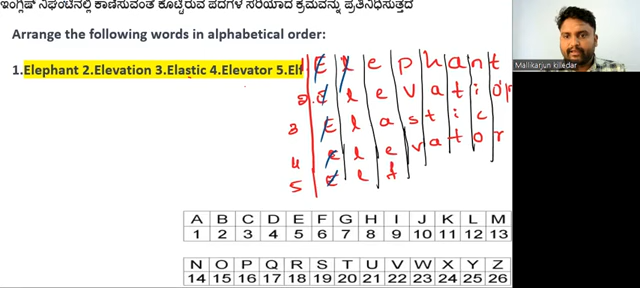 ಇಂಗ್ಲಿಷ್ ನಿಘಂಟಿನಲ್ಲಿ ಕಾಣಿಸುವಂತೆ ಕೊಟ್ಟಿರುವ ಪದಗಳ ಸರಿಯಾದ ಕ್ರಮವನ್ನು ಪ್ರತಿನಿಧಿಸುತ್ತದೆ
Arrange the following words in alphabetical order:
1.Elephant 2.Elevation 3.Elastic 4.Elevator 5.Elf
1 E l e p h a n t
2. e l e v a t i o n
3 E l a s t i c
4 e l e v a t o r
5 e l f
Mallikarjun killedar
A B C D E F G H I J K L M
1 2 3 4 5 6 7 8 9 10 11 12 13
N O P Q R S T U V W X Y Z
14 15 16 17 18 19 20 21 22 23 24 25 26